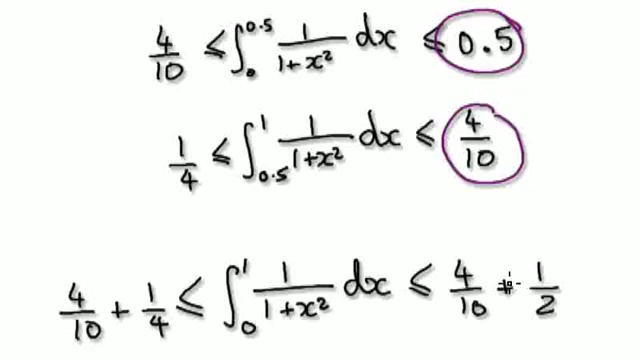 4/10 ≤ ∫₀^0.5 1/(1+x²) dx ≤ 0.5
1/4 ≤ ∫_0.5^1 1/(1+x²) dx ≤ 4/10
4/10 + 1/4 ≤ ∫₀^1 1/(1+x²) dx ≤ 4/10 + 1/2